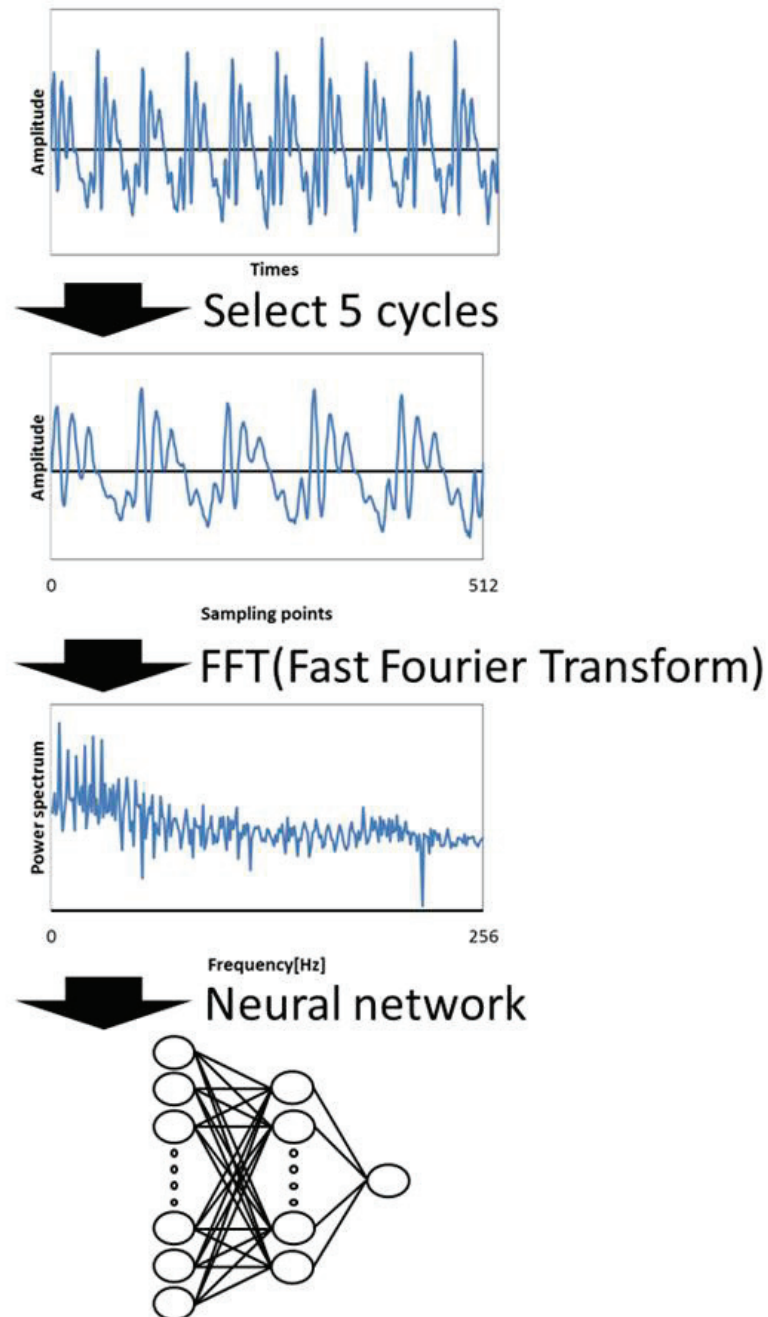 Amplitude
Times
Select 5 cycles
Amplitude
0 512
Sampling points
FFT(Fast Fourier Transform)
Power spectrum
0 256
Frequency[Hz]
Neural network